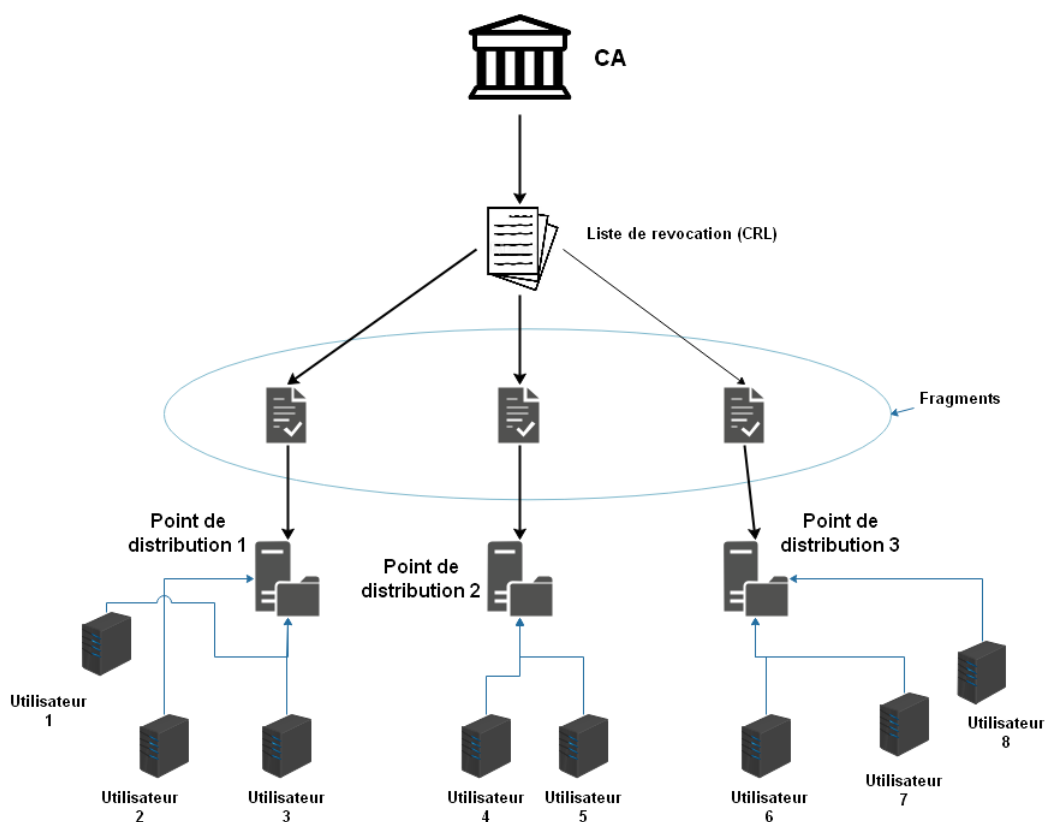 CA
Liste de revocation (CRL)
Fragments
Point de
distribution 1
Point de
distribution 2
Point de
distribution 3
Utilisateur
1
Utilisateur
2
Utilisateur
3
Utilisateur
4
Utilisateur
5
Utilisateur
6
Utilisateur
7
Utilisateur
8